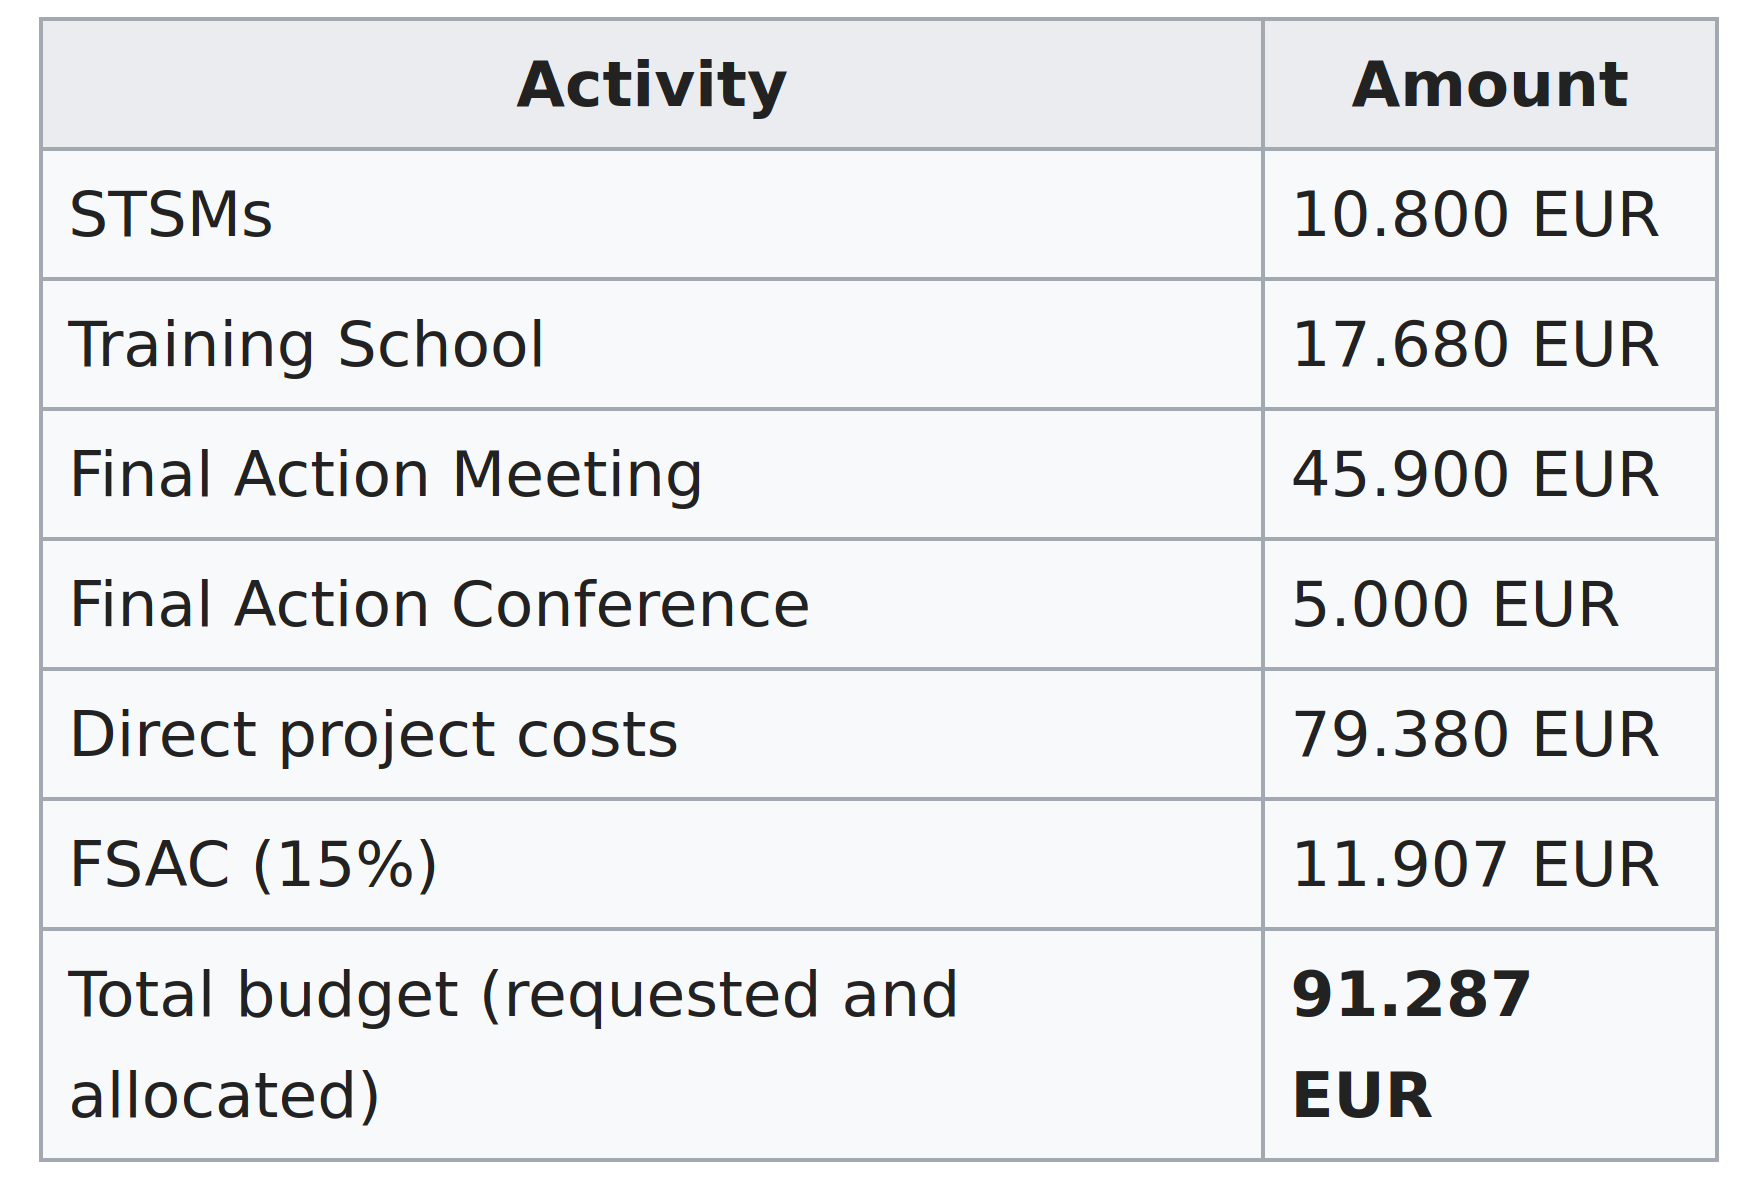 Activity Amount
STSMs 10.800 EUR
Training School 17.680 EUR
Final Action Meeting 45.900 EUR
Final Action Conference 5.000 EUR
Direct project costs 79.380 EUR
FSAC (15%) 11.907 EUR
Total budget (requested and 91.287
allocated) EUR